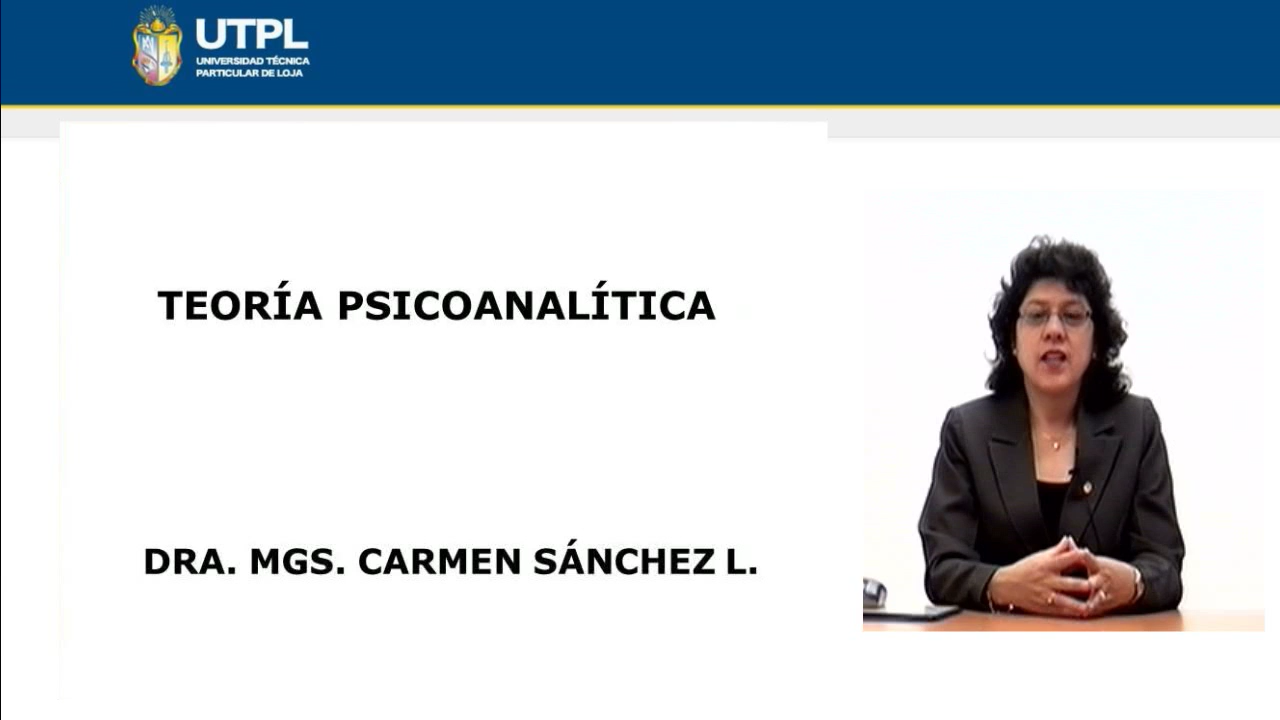 UTPL
UNIVERSIDAD TÉCNICA
PARTICULAR DE LOJA
TEORÍA PSICOANALÍTICA
DRA. MGS. CARMEN SÁNCHEZ L.